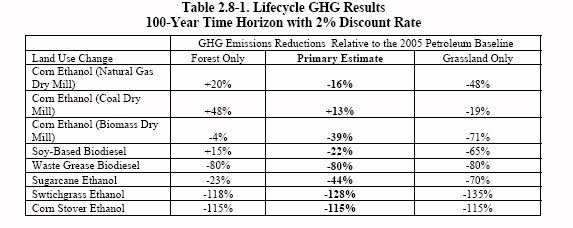 Table 2.8-1. Lifecycle GHG Results
100-Year Time Horizon with 2% Discount Rate
GHG Emissions Reductions Relative to the 2005 Petroleum Baseline
Land Use Change Forest Only Primary Estimate Grassland Only
Corn Ethanol (Natural Gas
Dry Mill) +20% -16% -48%
Corn Ethanol (Coal Dry
Mill) +48% +13% -19%
Corn Ethanol (Biomass Dry
Mill) -4% -39% -71%
Soy-Based Biodiesel +15% -22% -65%
Waste Grease Biodiesel -80% -80% -80%
Sugarcane Ethanol -23% -44% -70%
Swtichgrass Ethanol -118% -128% -135%
Corn Stover Ethanol -115% -115% -115%